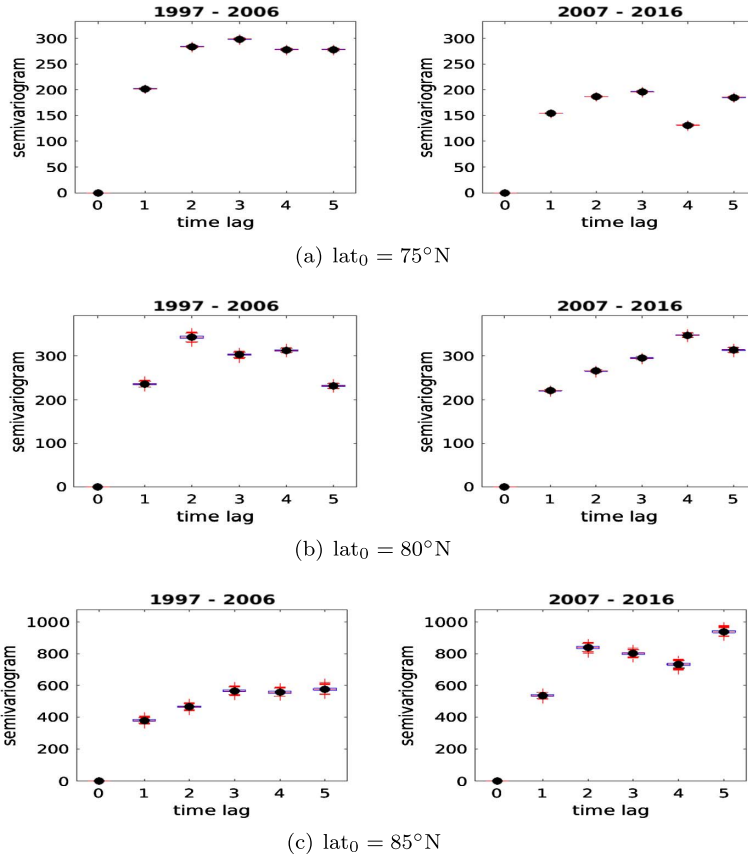 1997 - 2006
2007 - 2016
semivariogram
300
250
200
150
100
50
0
0 1 2 3 4 5
time lag
semivariogram
300
250
200
150
100
50
0
0 1 2 3 4 5
time lag
(a) lat₀ = 75°N
1997 - 2006
2007 - 2016
semivariogram
300
200
100
0
0 1 2 3 4 5
time lag
semivariogram
300
200
100
0
0 1 2 3 4 5
time lag
(b) lat₀ = 80°N
1997 - 2006
2007 - 2016
semivariogram
1000
800
600
400
200
0
0 1 2 3 4 5
time lag
semivariogram
1000
800
600
400
200
0
0 1 2 3 4 5
time lag
(c) lat₀ = 85°N